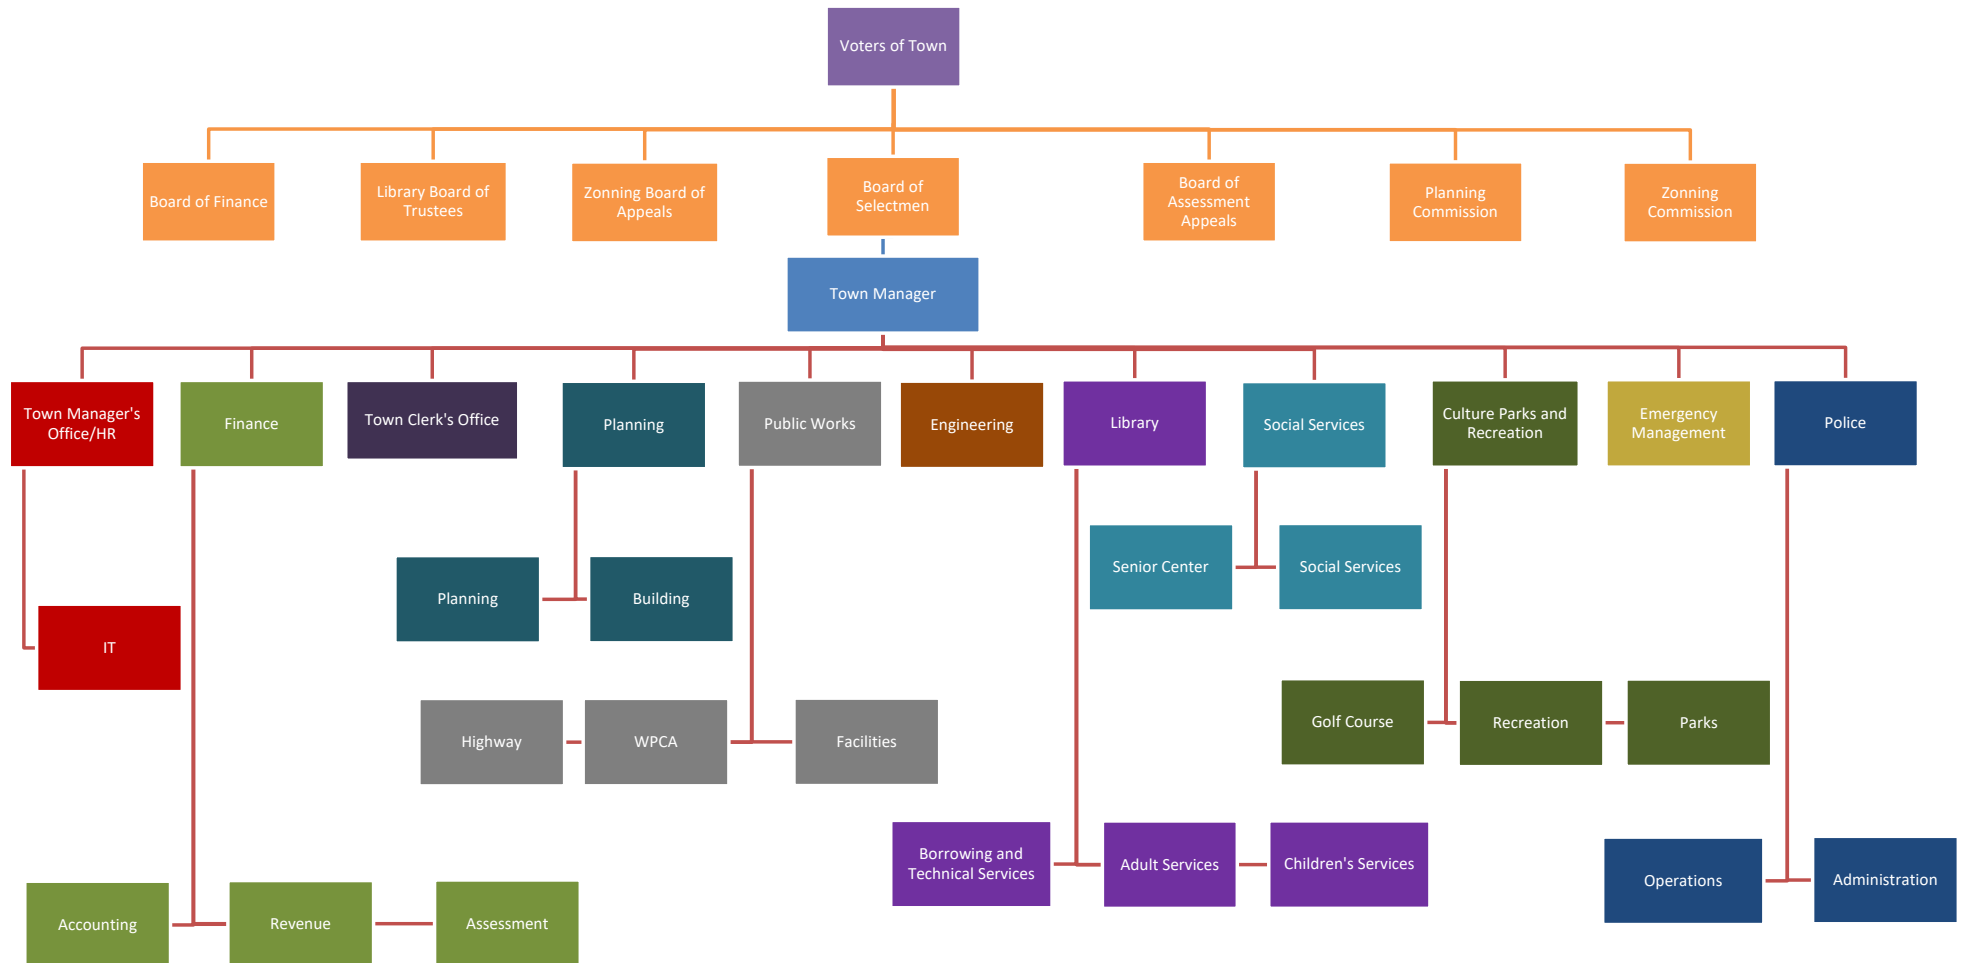 Voters of Town
Board of Finance
Library Board of
Trustees
Zonning Board of
Appeals
Board of
Selectmen
Board of
Assessment
Appeals
Planning
Commission
Zonning
Commission
Town Manager
Town Manager's
Office/HR
Finance
Town Clerk's Office
Planning
Public Works
Engineering
Library
Social Services
Culture Parks and
Recreation
Emergency
Management
Police
Senior Center
Social Services
Planning
Building
IT
Highway
WPCA
Facilities
Golf Course
Recreation
Parks
Borrowing and
Technical Services
Adult Services
Children's Services
Operations
Administration
Accounting
Revenue
Assessment